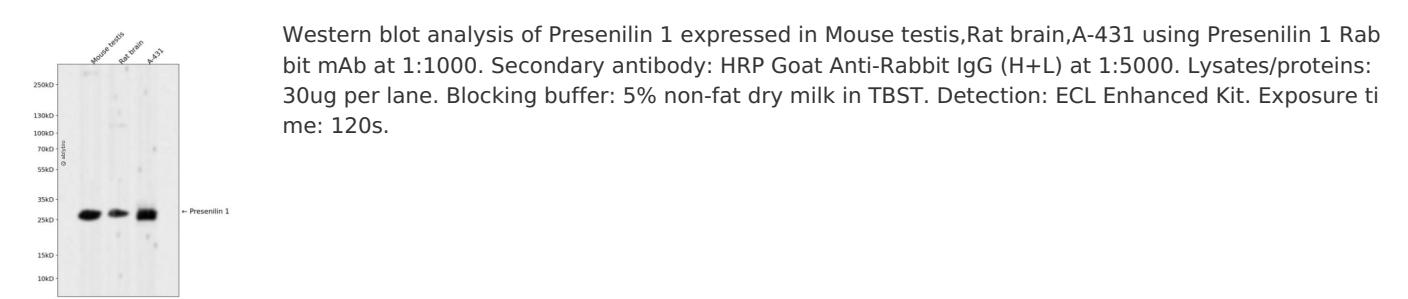 Mouse testis
Rat brain
A-431
250kD
130kD
100kD
70kD
55kD
35kD
25kD
15kD
10kD
← Presenilin 1
Western blot analysis of Presenilin 1 expressed in Mouse testis,Rat brain,A-431 using Presenilin 1 Rab
bit mAb at 1:1000. Secondary antibody: HRP Goat Anti-Rabbit IgG (H+L) at 1:5000. Lysates/proteins:
30ug per lane. Blocking buffer: 5% non-fat dry milk in TBST. Detection: ECL Enhanced Kit. Exposure ti
me: 120s.